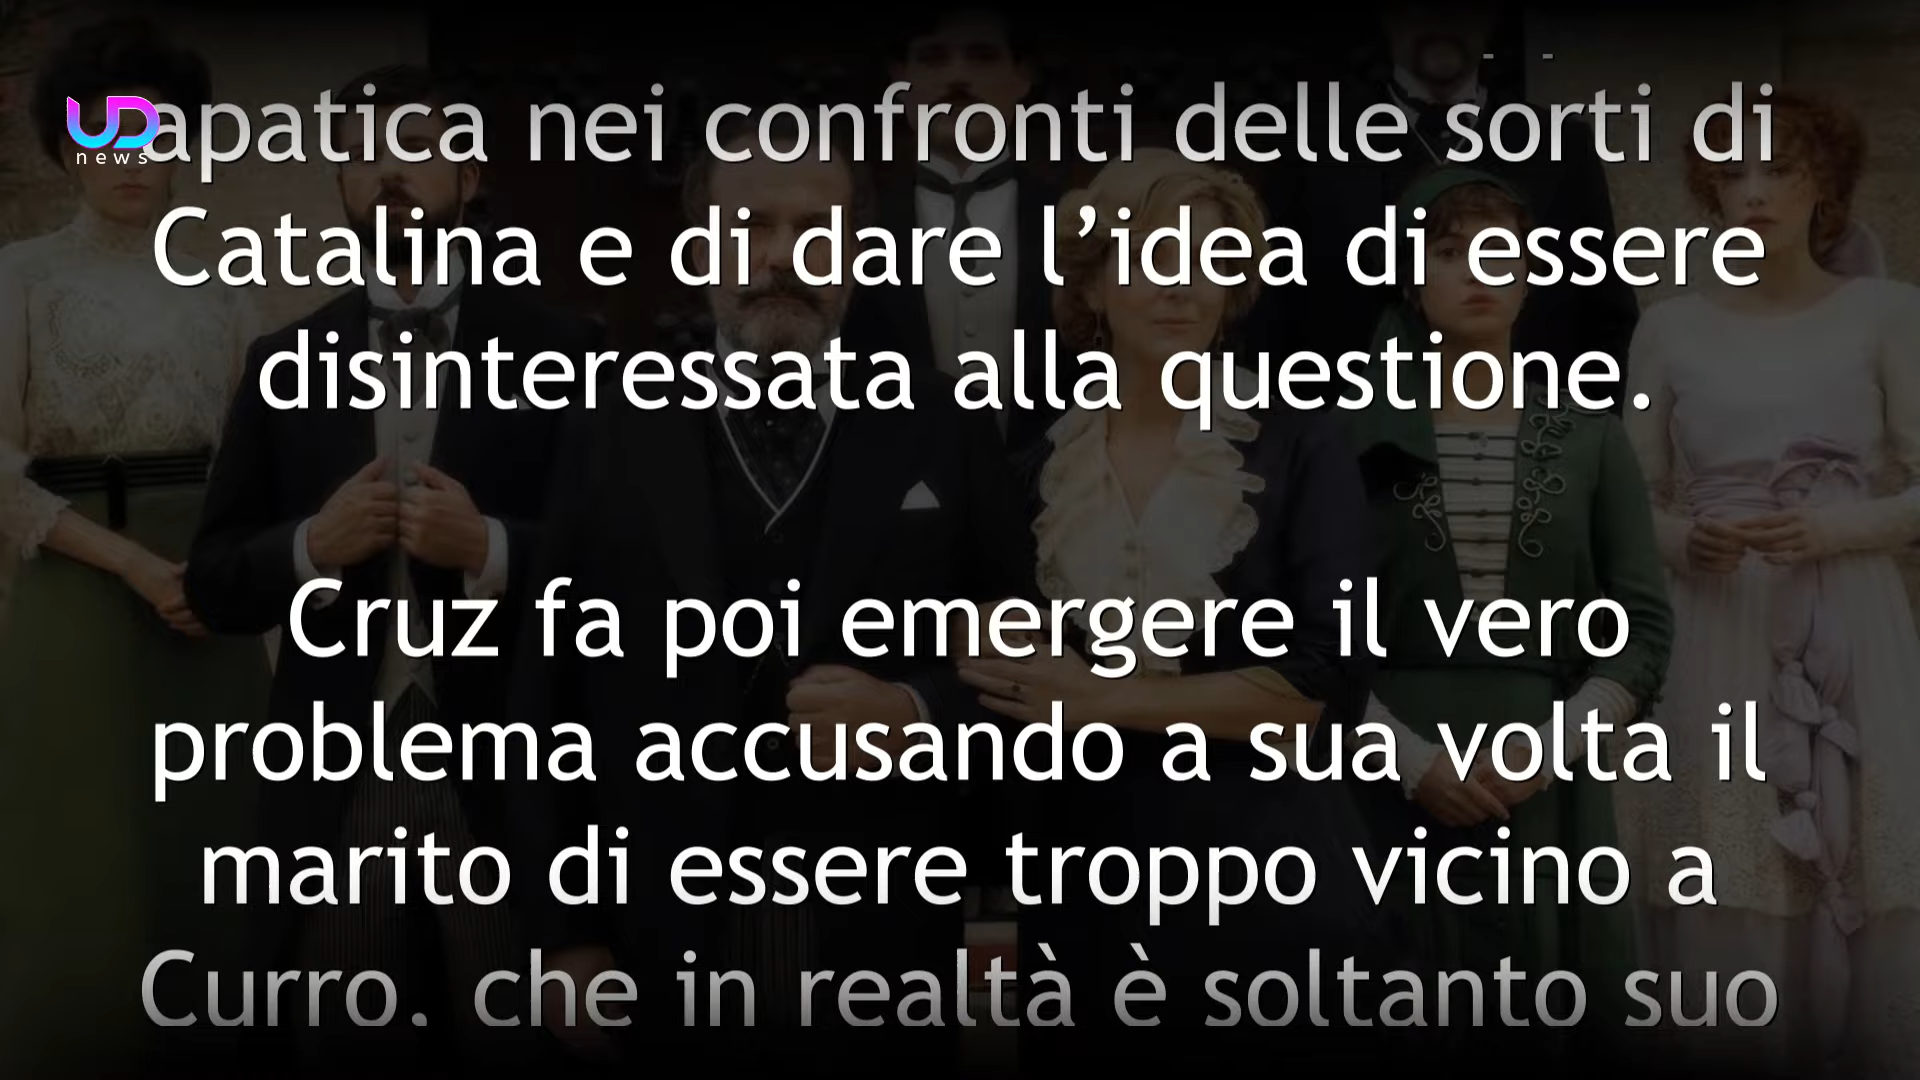 UD
news
apatica nei confronti delle sorti di
Catalina e di dare l’idea di essere
disinteressata alla questione.
Cruz fa poi emergere il vero
problema accusando a sua volta il
marito di essere troppo vicino a
Curro, che in realtà è soltanto suo